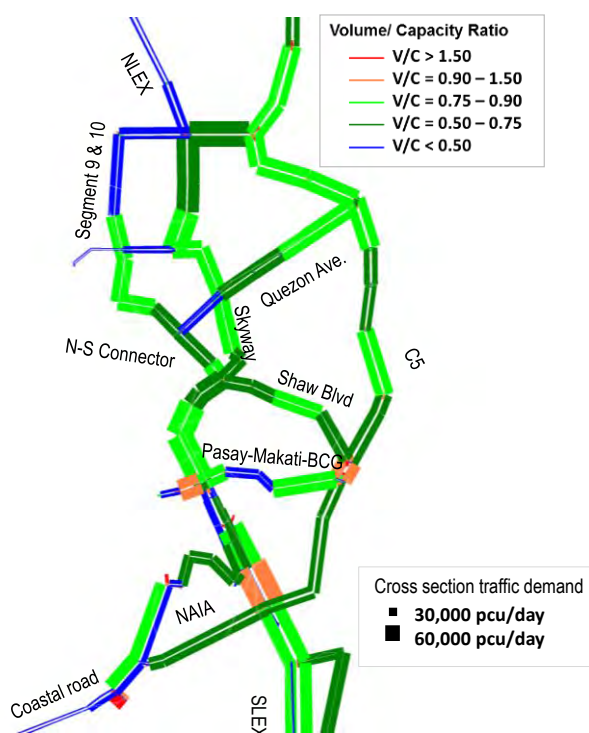 Volume/ Capacity Ratio
V/C > 1.50
V/C = 0.90 – 1.50
V/C = 0.75 – 0.90
V/C = 0.50 – 0.75
V/C < 0.50
NLEX
Segment 9 & 10
Quezon Ave.
Skyway
N-S Connector
C5
Shaw Blvd
Pasay-Makati-BCG
Cross section traffic demand
30,000 pcu/day
60,000 pcu/day
NAIA
Coastal road
SLEX